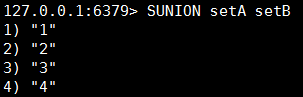 127.0.0.1:6379> SUNION setA setB
1) "1"
2) "2"
3) "3"
4) "4"